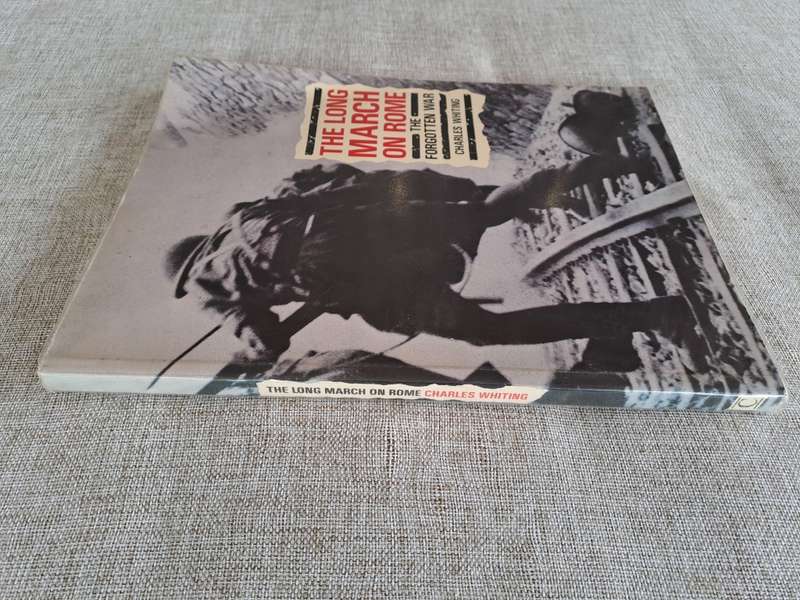 THE LONG
MARCH
ON ROME
THE
FORGOTTEN WAR
CHARLES WHITING
THE LONG MARCH ON ROME CHARLES WHITING